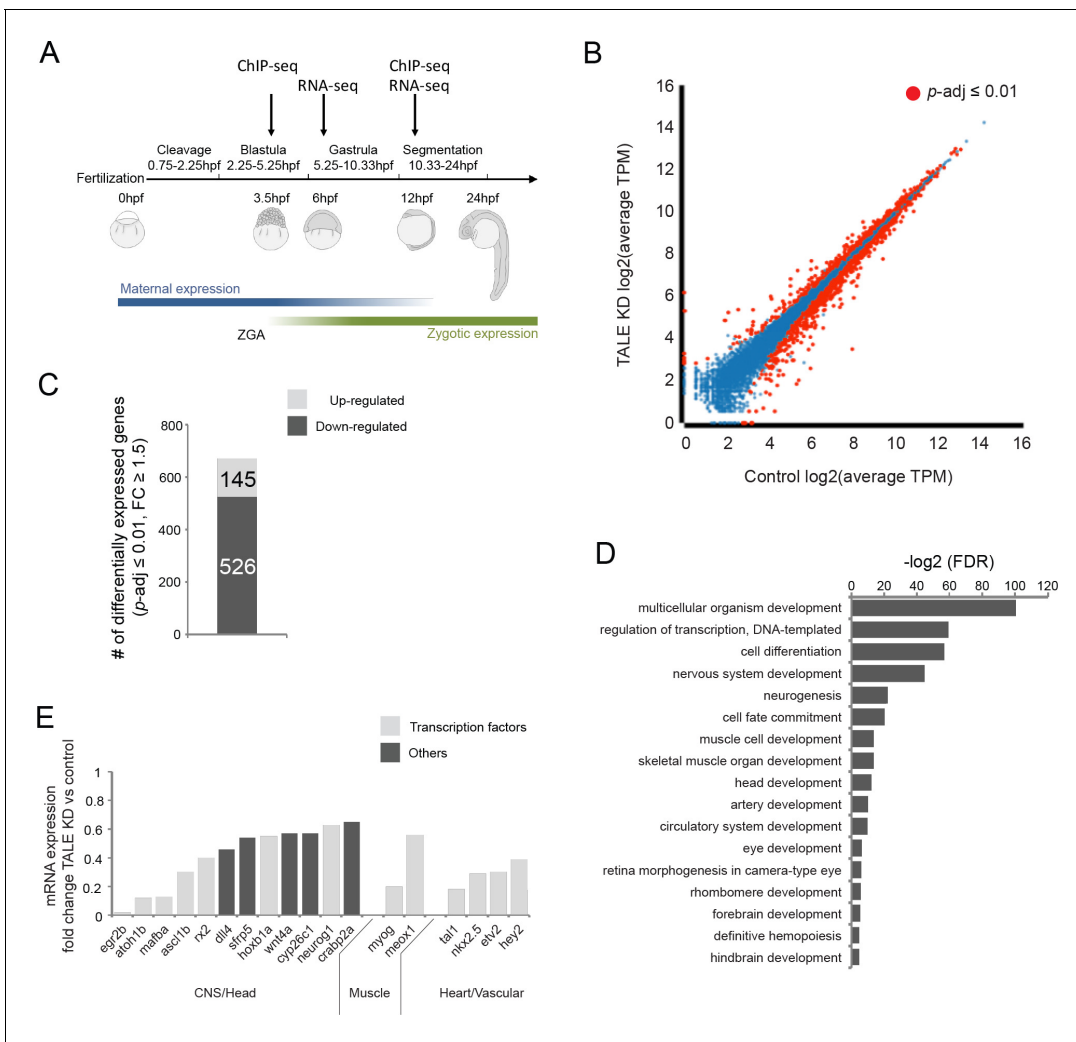 A
ChIP-seq
RNA-seq
ChIP-seq
RNA-seq
Cleavage
0.75-2.25hpf
Blastula
2.25-5.25hpf
Gastrula
5.25-10.33hpf
Segmentation
10.33-24hpf
Fertilization
0hpf
3.5hpf
6hpf
12hpf
24hpf
Maternal expression
ZGA
Zygotic expression
B
p-adj ≤ 0.01
TALE KD log2(average TPM)
16
14
12
10
8
6
4
2
0
0 2 4 6 8 10 12 14 16
Control log2(average TPM)
C
Up-regulated
Down-regulated
# of differentially expressed genes
(p-adj ≤ 0.01, FC ≥ 1.5)
800
600
400
200
0
145
526
D
-log2 (FDR)
0 20 40 60 80 100 120
multicellular organism development
regulation of transcription, DNA-templated
cell differentiation
nervous system development
neurogenesis
cell fate commitment
muscle cell development
skeletal muscle organ development
head development
artery development
circulatory system development
eye development
retina morphogenesis in camera-type eye
rhombomere development
forebrain development
definitive hemopoiesis
hindbrain development
E
Transcription factors
Others
mRNA expression
fold change TALE KD vs control
1
0.8
0.6
0.4
0.2
0
egr2b
atoh1b
mafba
ascl1b
rx2
dll4
sfrp5
hoxb1a
wnt4a
cyp26c1
neurog1
crabp2a
myog
meox1
tal1
nkx2.5
etv2
hey2
CNS/Head
Muscle
Heart/Vascular